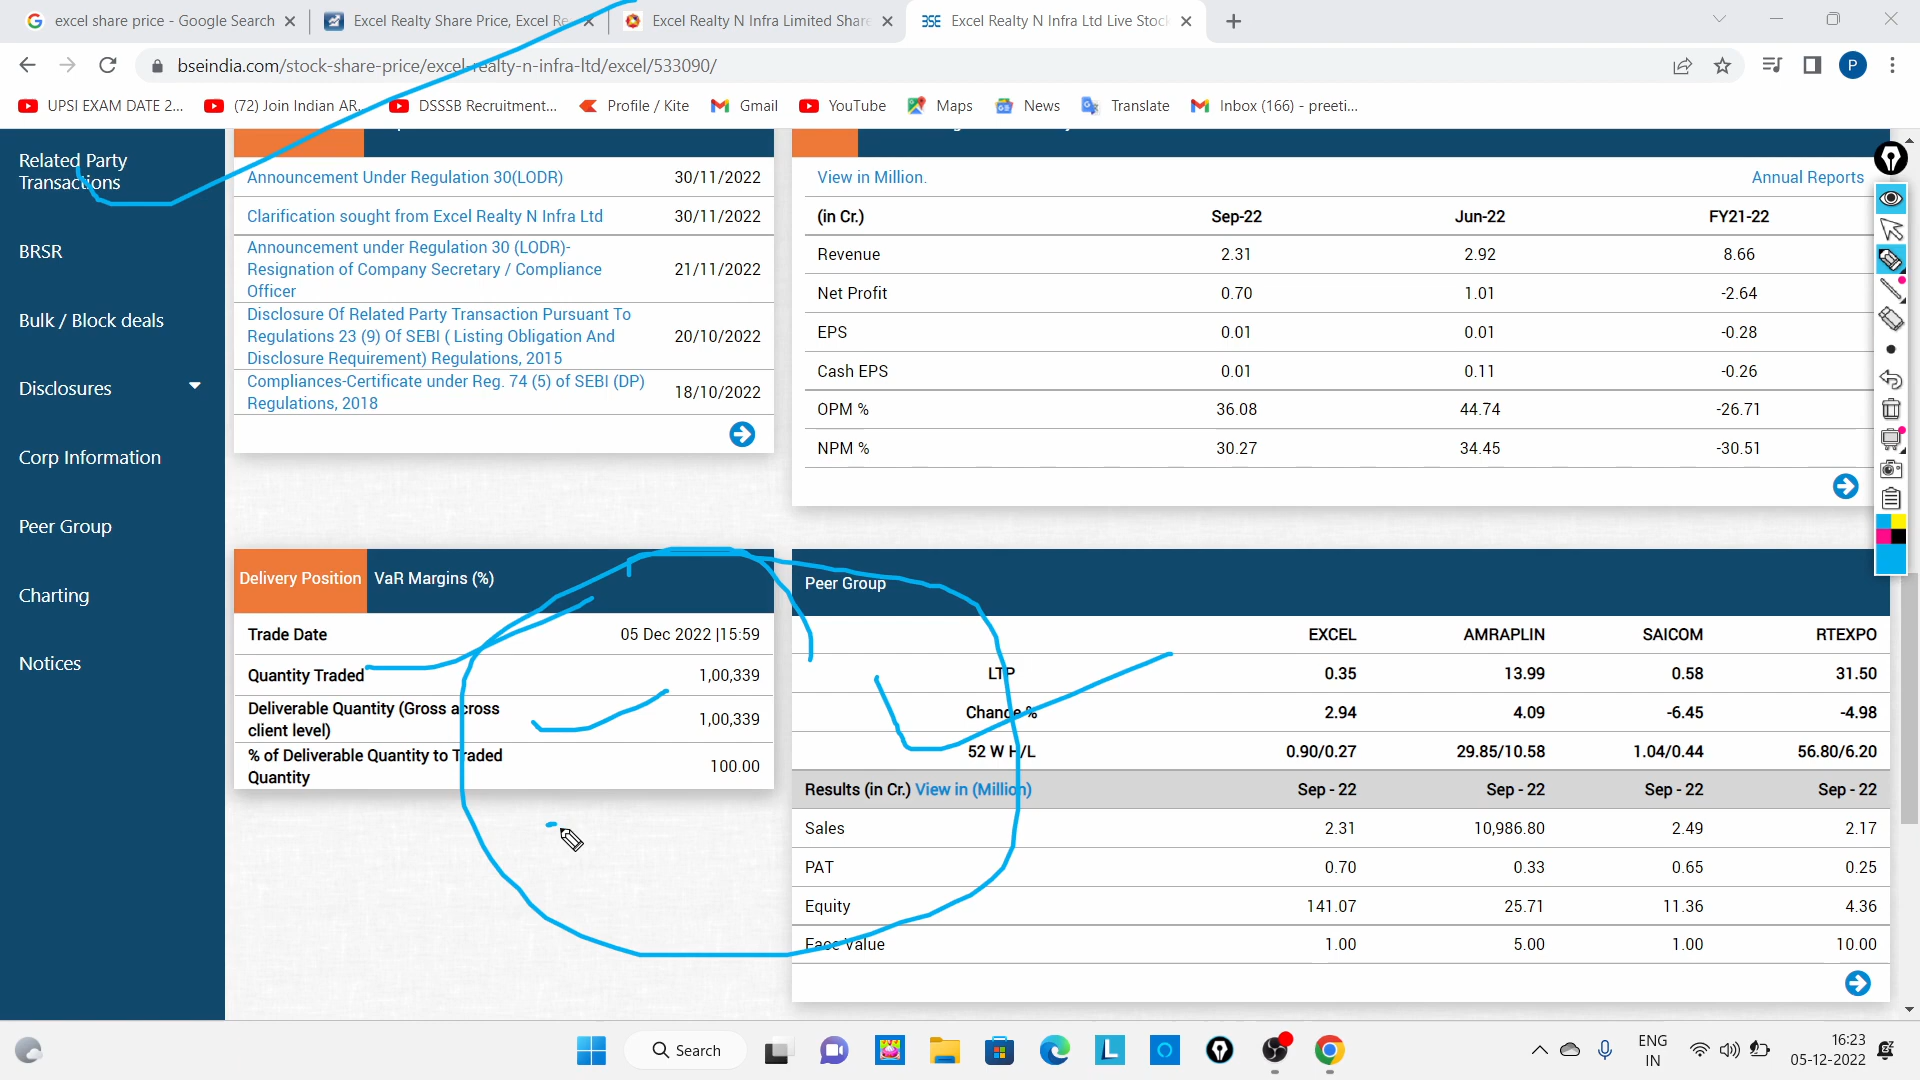 excel share price - Google Search
Excel Realty Share Price, Excel Re
Excel Realty N Infra Limited Share
BSE Excel Realty N Infra Ltd Live Stock
bseindia.com/stock-share-price/excel-realty-n-infra-ltd/excel/533090/
P
UPSI EXAM DATE 2... (72) Join Indian AR... DSSSB Recruitment... Profile / Kite Gmail YouTube Maps News Translate Inbox (166) - preeti...
Related Party
Transactions
BRSR
Bulk / Block deals
Disclosures
Corp Information
Peer Group
Charting
Notices
Announcement Under Regulation 30(LODR) 30/11/2022
Clarification sought from Excel Realty N Infra Ltd 30/11/2022
Announcement under Regulation 30 (LODR)-
Resignation of Company Secretary / Compliance 21/11/2022
Officer
Disclosure Of Related Party Transaction Pursuant To
Regulations 23 (9) Of SEBI ( Listing Obligation And 20/10/2022
Disclosure Requirement) Regulations, 2015
Compliances-Certificate under Reg. 74 (5) of SEBI (DP) 18/10/2022
Regulations, 2018
View in Million. Annual Reports
(in Cr.) Sep-22 Jun-22 FY21-22
Revenue 2.31 2.92 8.66
Net Profit 0.70 1.01 -2.64
EPS 0.01 0.01 -0.28
Cash EPS 0.01 0.11 -0.26
OPM % 36.08 44.74 -26.71
NPM % 30.27 34.45 -30.51
Delivery Position VaR Margins (%)
Trade Date 05 Dec 2022 |15:59
Quantity Traded 1,00,339
Deliverable Quantity (Gross across
client level) 1,00,339
% of Deliverable Quantity to Traded
Quantity 100.00
Peer Group
EXCEL AMRAPLIN SAICOM RTEXPO
LTP 0.35 13.99 0.58 31.50
Change % 2.94 4.09 -6.45 -4.98
52 W H/L 0.90/0.27 29.85/10.58 1.04/0.44 56.80/6.20
Results (in Cr.) View in (Million) Sep - 22 Sep - 22 Sep - 22 Sep - 22
Sales 2.31 10,986.80 2.49 2.17
PAT 0.70 0.33 0.65 0.25
Equity 141.07 25.71 11.36 4.36
Face Value 1.00 5.00 1.00 10.00
Search
ENG
IN
16:23
05-12-2022